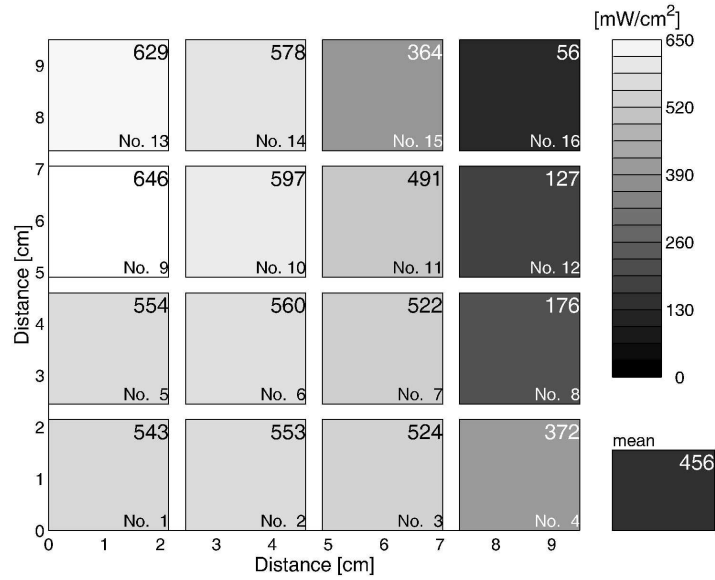 [mW/cm²]
629
578
364
56
No. 13
No. 14
No. 15
No. 16
646
597
491
127
No. 9
No. 10
No. 11
No. 12
554
560
522
176
No. 5
No. 6
No. 7
No. 8
543
553
524
372
No. 1
No. 2
No. 3
No. 4
9
8
7
6
5
4
3
2
1
0
Distance [cm]
0 1 2 3 4 5 6 7 8 9
Distance [cm]
650
520
390
260
130
0
mean
456